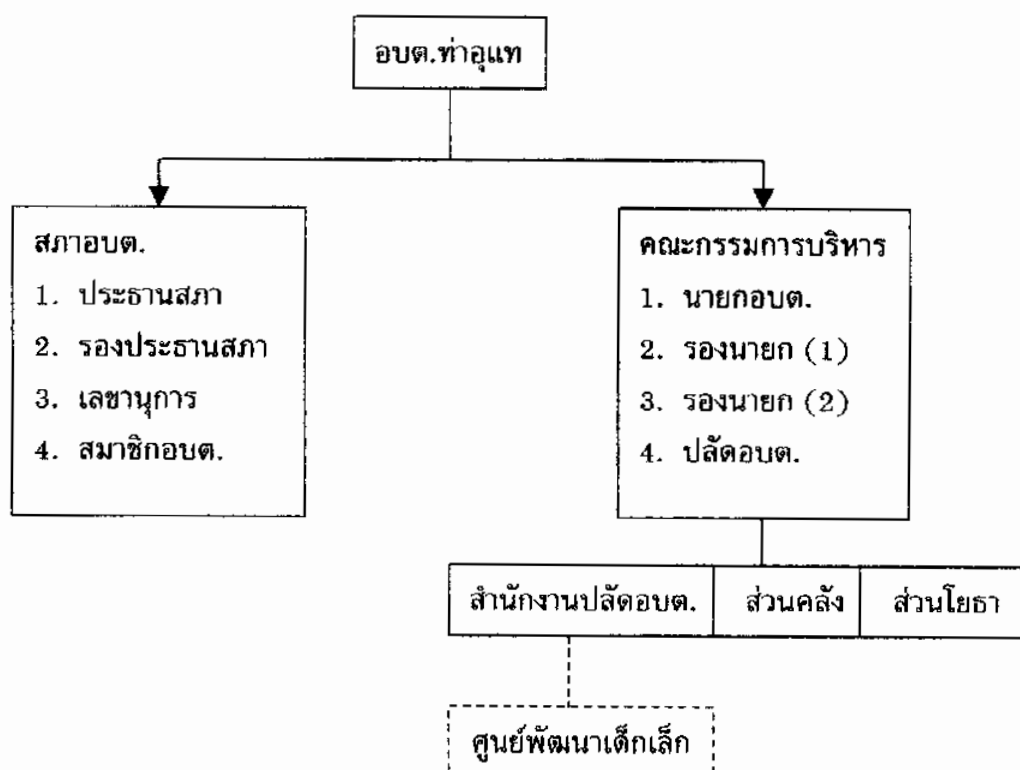 อบต.ท่าอุแท
สภาอบต.
1. ประธานสภา
2. รองประธานสภา
3. เลขานุการ
4. สมาชิกอบต.
คณะกรรมการบริหาร
1. นายกอบต.
2. รองนายก (1)
3. รองนายก (2)
4. ปลัดอบต.
สำนักงานปลัดอบต.
ส่วนคลัง
ส่วนโยธา
ศูนย์พัฒนาเด็กเล็ก